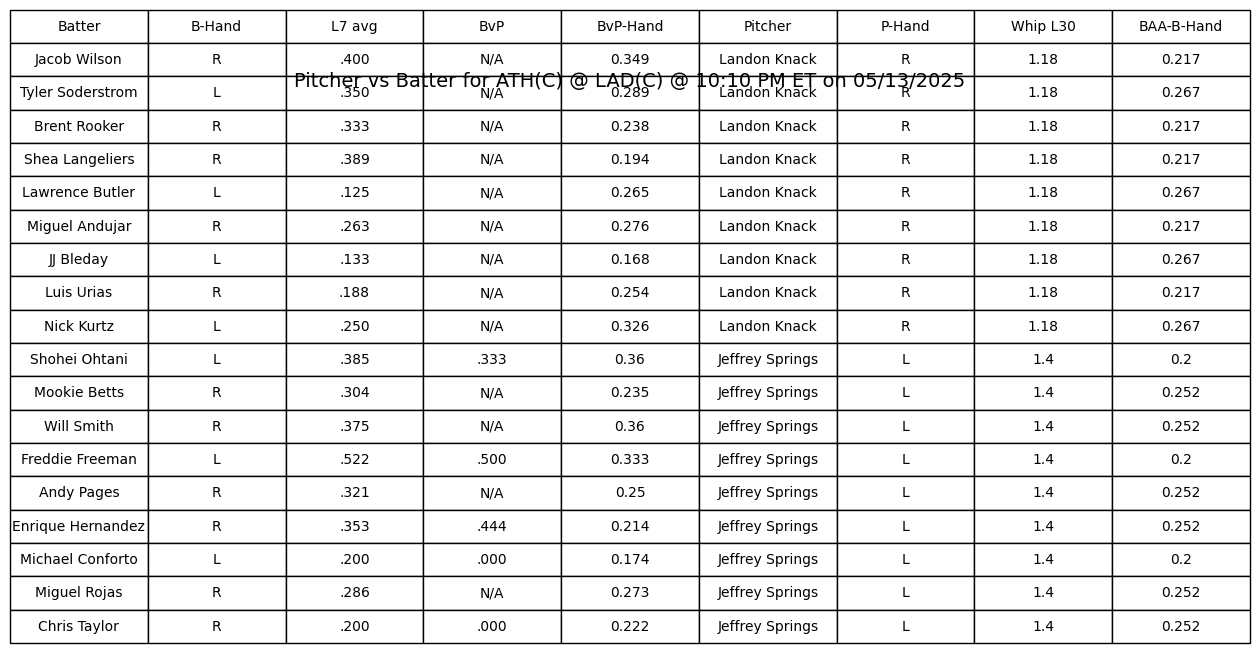 Batter B-Hand L7 avg BvP BvP-Hand Pitcher P-Hand Whip L30 BAA-B-Hand
Jacob Wilson R .400 N/A 0.349 Landon Knack R 1.18 0.217
Pitcher vs Batter for ATH(C) @ LAD(C) @ 10:10 PM ET on 05/13/2025
Tyler Soderstrom L .350 N/A 0.289 Landon Knack R 1.18 0.267
Brent Rooker R .333 N/A 0.238 Landon Knack R 1.18 0.217
Shea Langeliers R .389 N/A 0.194 Landon Knack R 1.18 0.217
Lawrence Butler L .125 N/A 0.265 Landon Knack R 1.18 0.267
Miguel Andujar R .263 N/A 0.276 Landon Knack R 1.18 0.217
JJ Bleday L .133 N/A 0.168 Landon Knack R 1.18 0.267
Luis Urias R .188 N/A 0.254 Landon Knack R 1.18 0.217
Nick Kurtz L .250 N/A 0.326 Landon Knack R 1.18 0.267
Shohei Ohtani L .385 .333 0.36 Jeffrey Springs L 1.4 0.2
Mookie Betts R .304 N/A 0.235 Jeffrey Springs L 1.4 0.252
Will Smith R .375 N/A 0.36 Jeffrey Springs L 1.4 0.252
Freddie Freeman L .522 .500 0.333 Jeffrey Springs L 1.4 0.2
Andy Pages R .321 N/A 0.25 Jeffrey Springs L 1.4 0.252
Enrique Hernandez R .353 .444 0.214 Jeffrey Springs L 1.4 0.252
Michael Conforto L .200 .000 0.174 Jeffrey Springs L 1.4 0.2
Miguel Rojas R .286 N/A 0.273 Jeffrey Springs L 1.4 0.252
Chris Taylor R .200 .000 0.222 Jeffrey Springs L 1.4 0.252